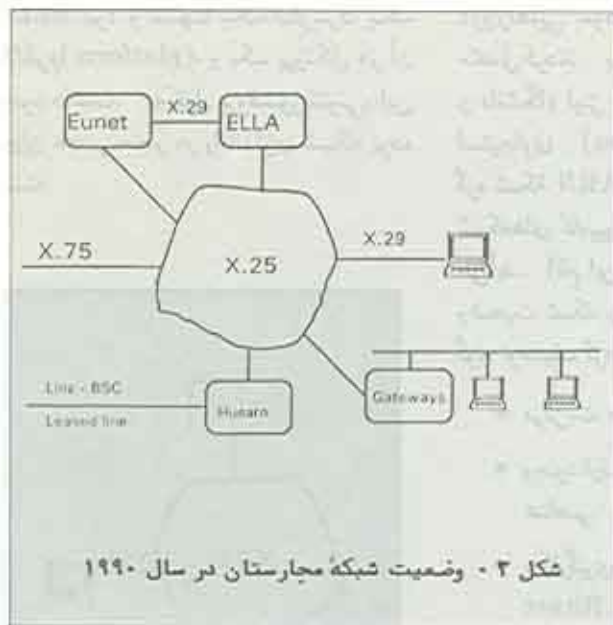 Eunet
X.29
ELLA
X.75
X.25
X.29
Line - BSC
Leased line
Huearn
Gateways
شکل ۳ - وضعیت شبکهٔ مجارستان در سال ۱۹۹۰